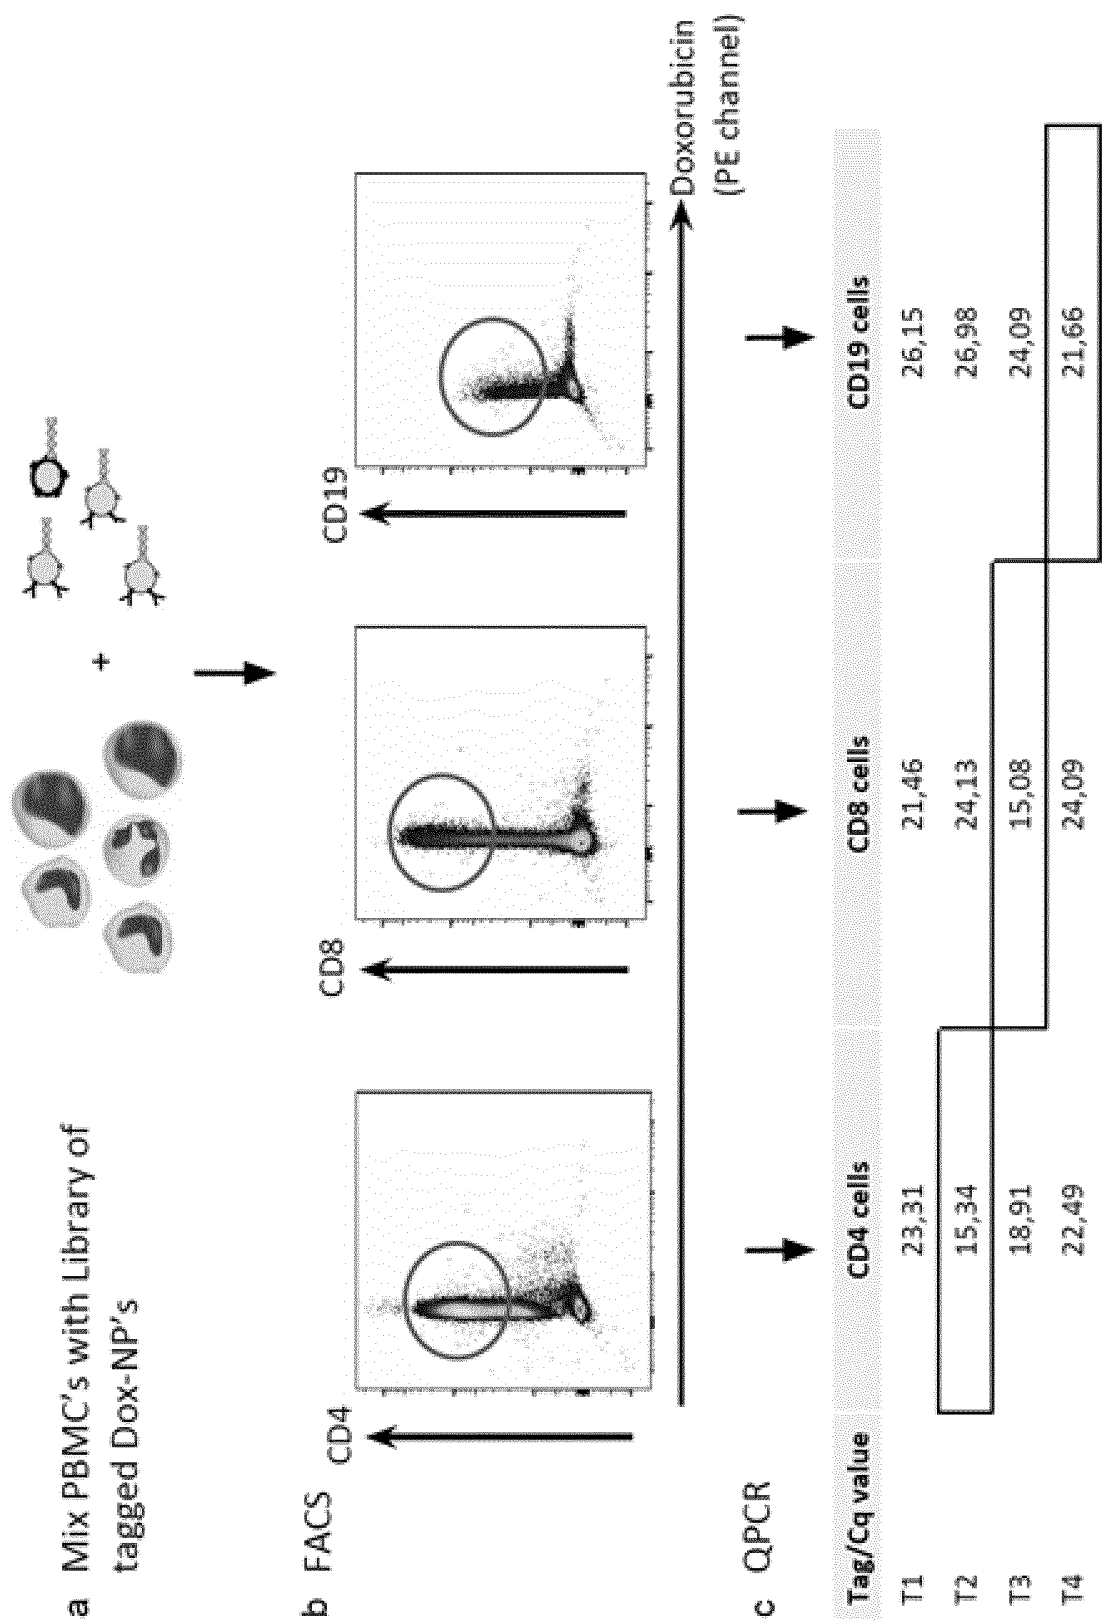 a Mix PBMC's with Library of
tagged Dox-NP's
+
b FACS
CD4
CD8
CD19
Doxorubicin
(PE channel)
c QPCR
Tag/Cq value CD4 cells CD8 cells CD19 cells
T1 23,31 21,46 26,15
T2 15,34 24,13 26,98
T3 18,91 15,08 24,09
T4 22,49 24,09 21,66